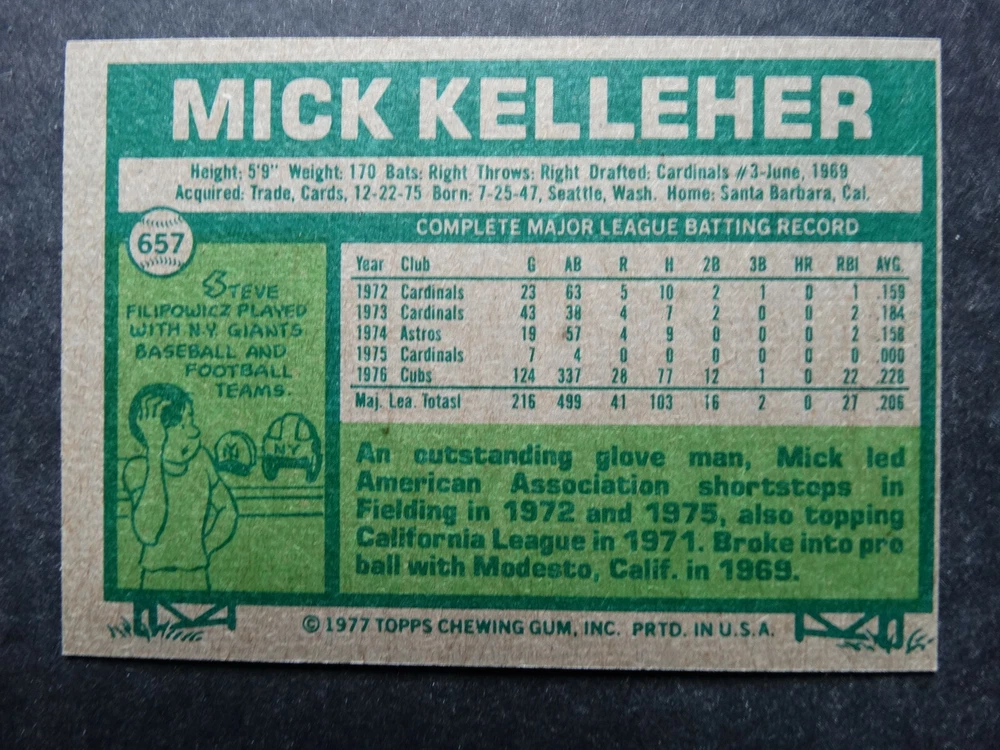 MICK KELLEHER
Height: 5'9" Weight: 170 Bats: Right Throws: Right Drafted: Cardinals #3-June, 1969
Acquired: Trade, Cards, 12-22-75 Born: 7-25-47, Seattle, Wash. Home: Santa Barbara, Cal.
657
STEVE
FILIPOWICZ PLAYED
WITH N.Y. GIANTS
BASEBALL AND
FOOTBALL
TEAMS.
NY
NY
COMPLETE MAJOR LEAGUE BATTING RECORD
Year Club G AB R H 2B 3B HR RBI AVG.
1972 Cardinals 23 63 5 10 2 1 0 1 .159
1973 Cardinals 43 38 4 7 2 0 0 2 .184
1974 Astros 19 57 4 9 0 0 0 2 .158
1975 Cardinals 7 4 0 0 0 0 0 0 .000
1976 Cubs 124 337 28 77 12 1 0 22 .228
Maj. Lea. Totasl 216 499 41 103 16 2 0 27 .206
An outstanding glove man, Mick led
American Association shortstops in
Fielding in 1972 and 1975, also topping
California League in 1971. Broke into pro
ball with Modesto, Calif. in 1969.
© 1977 TOPPS CHEWING GUM, INC. PRTD. IN U.S.A.